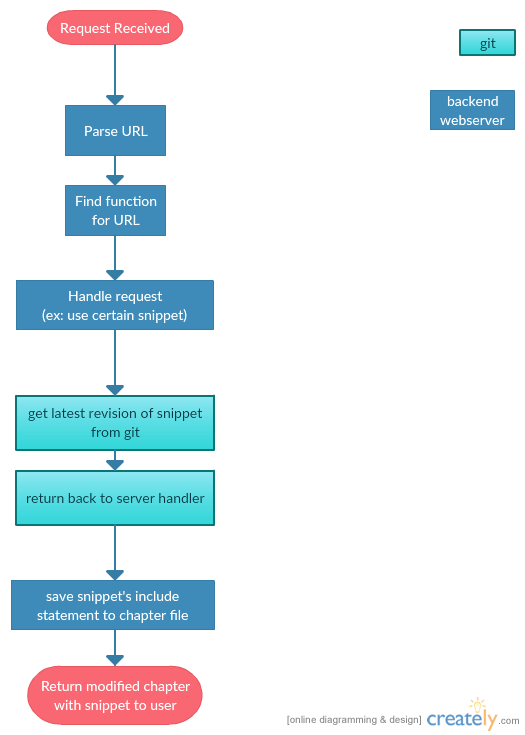 Request Received
git
backend
webserver
Parse URL
Find function
for URL
Handle request
(ex: use certain snippet)
get latest revision of snippet
from git
return back to server handler
save snippet's include
statement to chapter file
Return modified chapter
with snippet to user
[online diagramming & design] creately.com